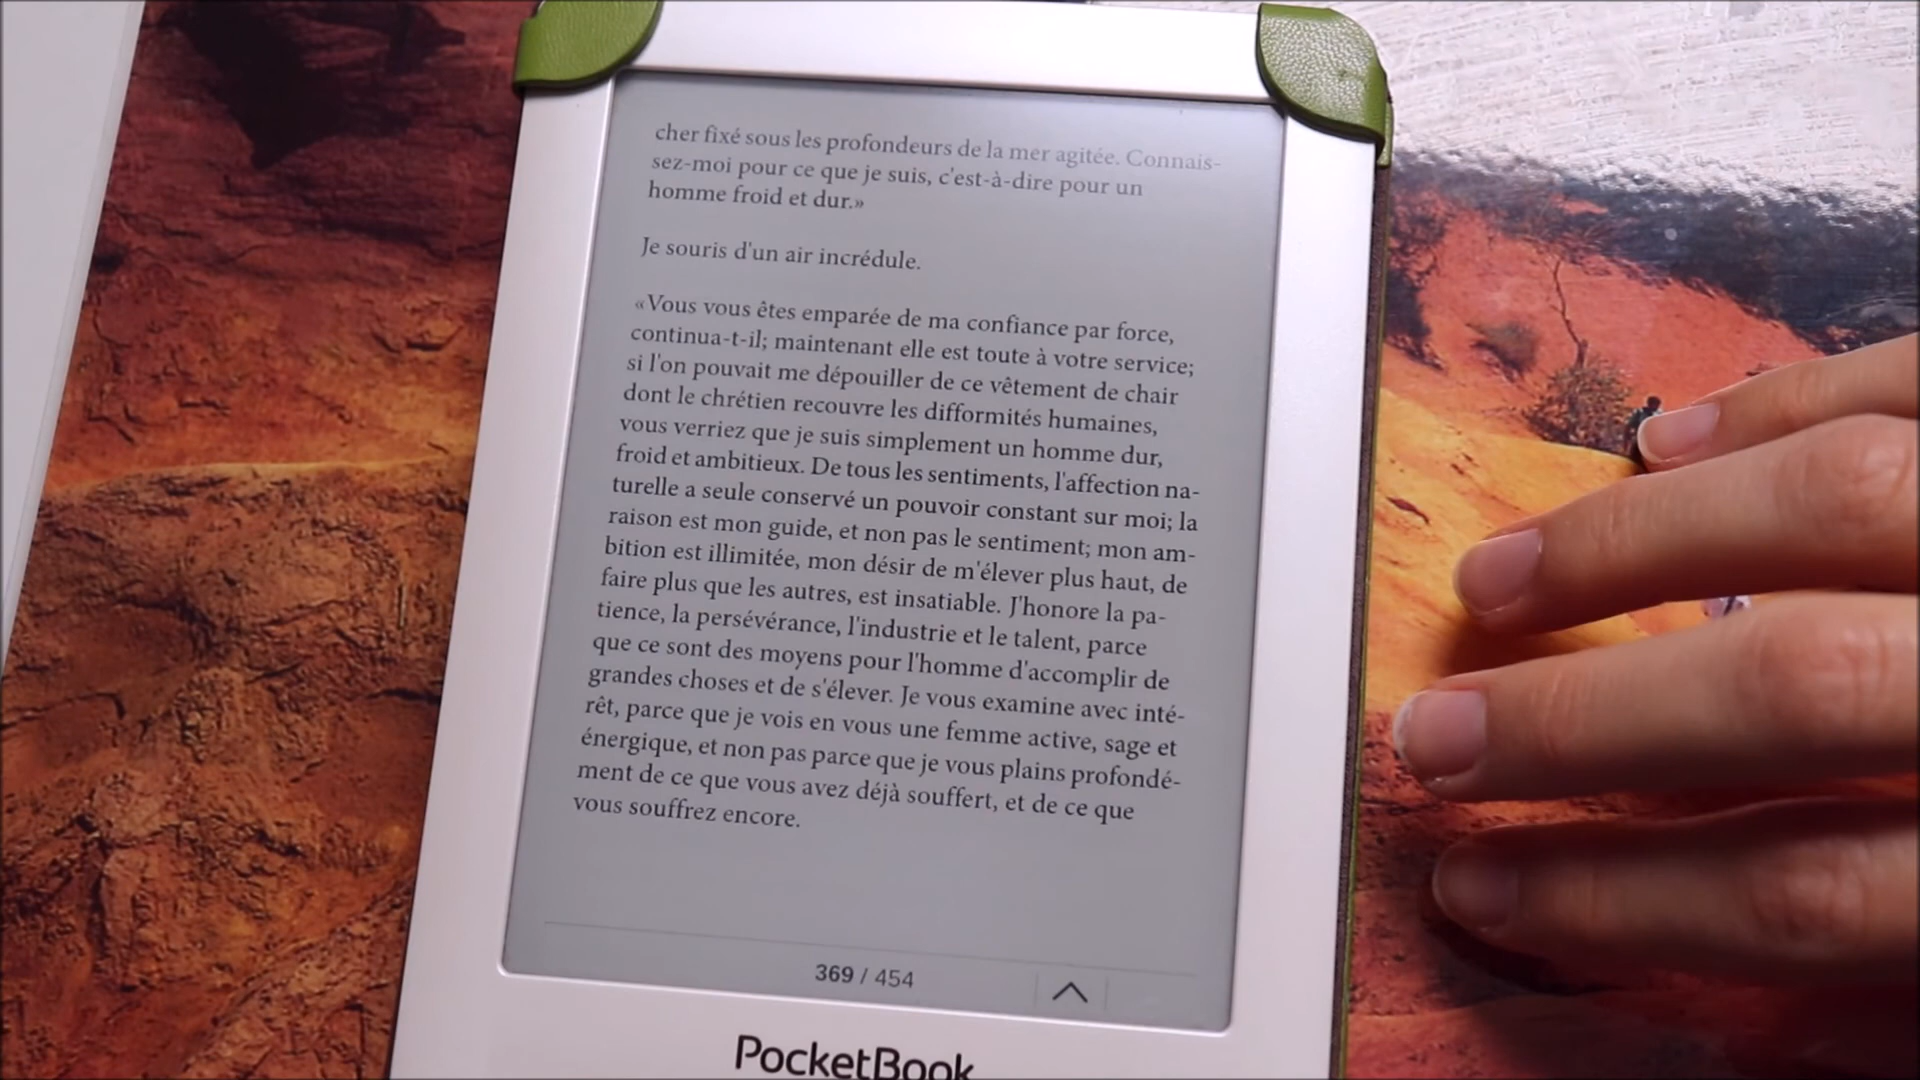 cher fixé sous les profondeurs de la mer agitée. Connais-
sez-moi pour ce que je suis, c'est-à-dire pour un
homme froid et dur.»
Je souris d'un air incrédule.
«Vous vous êtes emparée de ma confiance par force,
continua-t-il; maintenant elle est toute à votre service;
si l'on pouvait me dépouiller de ce vêtement de chair
dont le chrétien recouvre les difformités humaines,
vous verriez que je suis simplement un homme dur,
froid et ambitieux. De tous les sentiments, l'affection na-
turelle a seule conservé un pouvoir constant sur moi; la
raison est mon guide, et non pas le sentiment; mon am-
bition est illimitée, mon désir de m'élever plus haut, de
faire plus que les autres, est insatiable. J'honore la pa-
tience, la persévérance, l'industrie et le talent, parce
que ce sont des moyens pour l'homme d'accomplir de
grandes choses et de s'élever. Je vous examine avec inté-
rêt, parce que je vois en vous une femme active, sage et
énergique, et non pas parce que je vous plains profondé-
ment de ce que vous avez déjà souffert, et de ce que
vous souffrez encore.
369 / 454
PocketBook